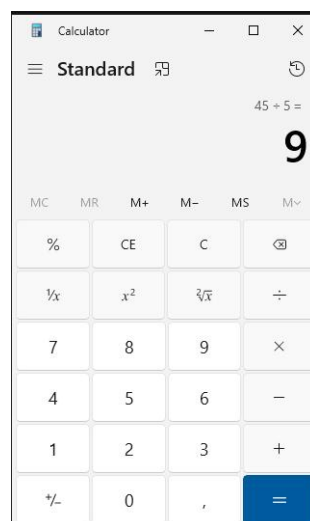 Calculator
Standard
45 ÷ 5 =
9
MC MR M+ M− MS M˅
% CE C
¹/x x² ²√x ÷
7 8 9 ×
4 5 6 −
1 2 3 +
⁺/₋ 0 , =